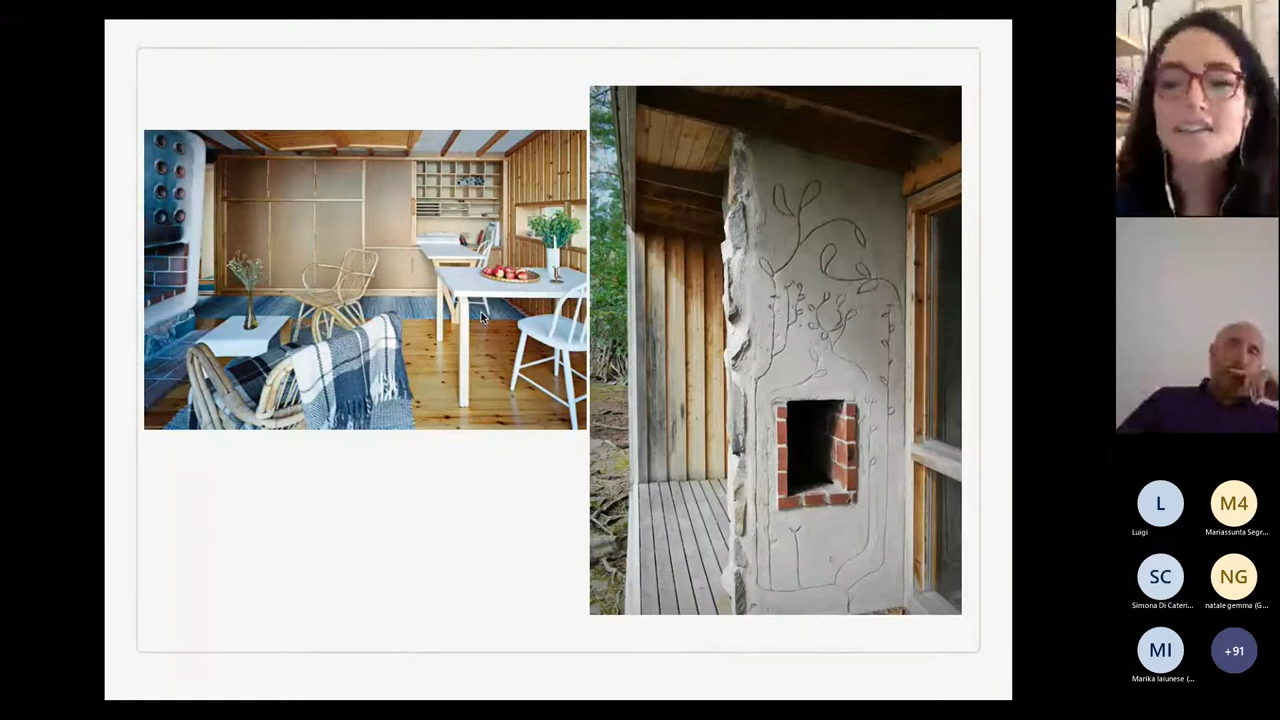 L
M4
Luigi
Mariassunta Segr...
SC
NG
Simona Di Cateri...
natale gemma (G...
MI
+91
Marika Iaiunese (...